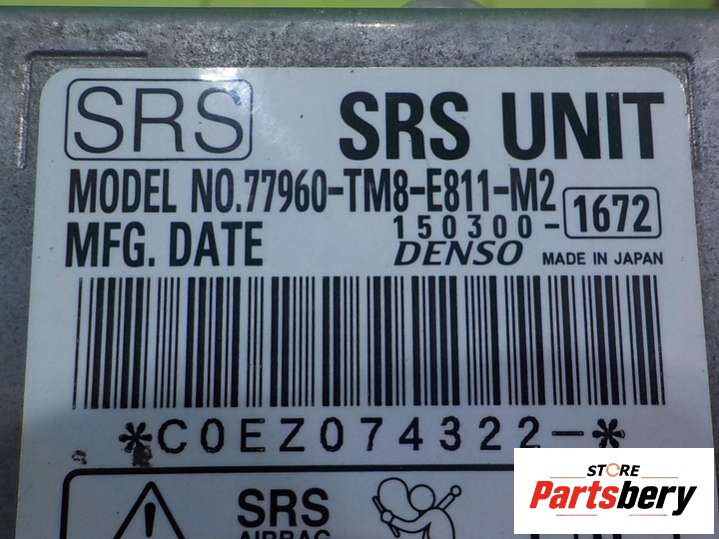 SRS SRS UNIT
MODEL NO.77960-TM8-E811-M2
150300- 1672
MFG. DATE DENSO MADE IN JAPAN
*C0EZ074322-*
SRS
AIRBAG
STORE
Partsbery